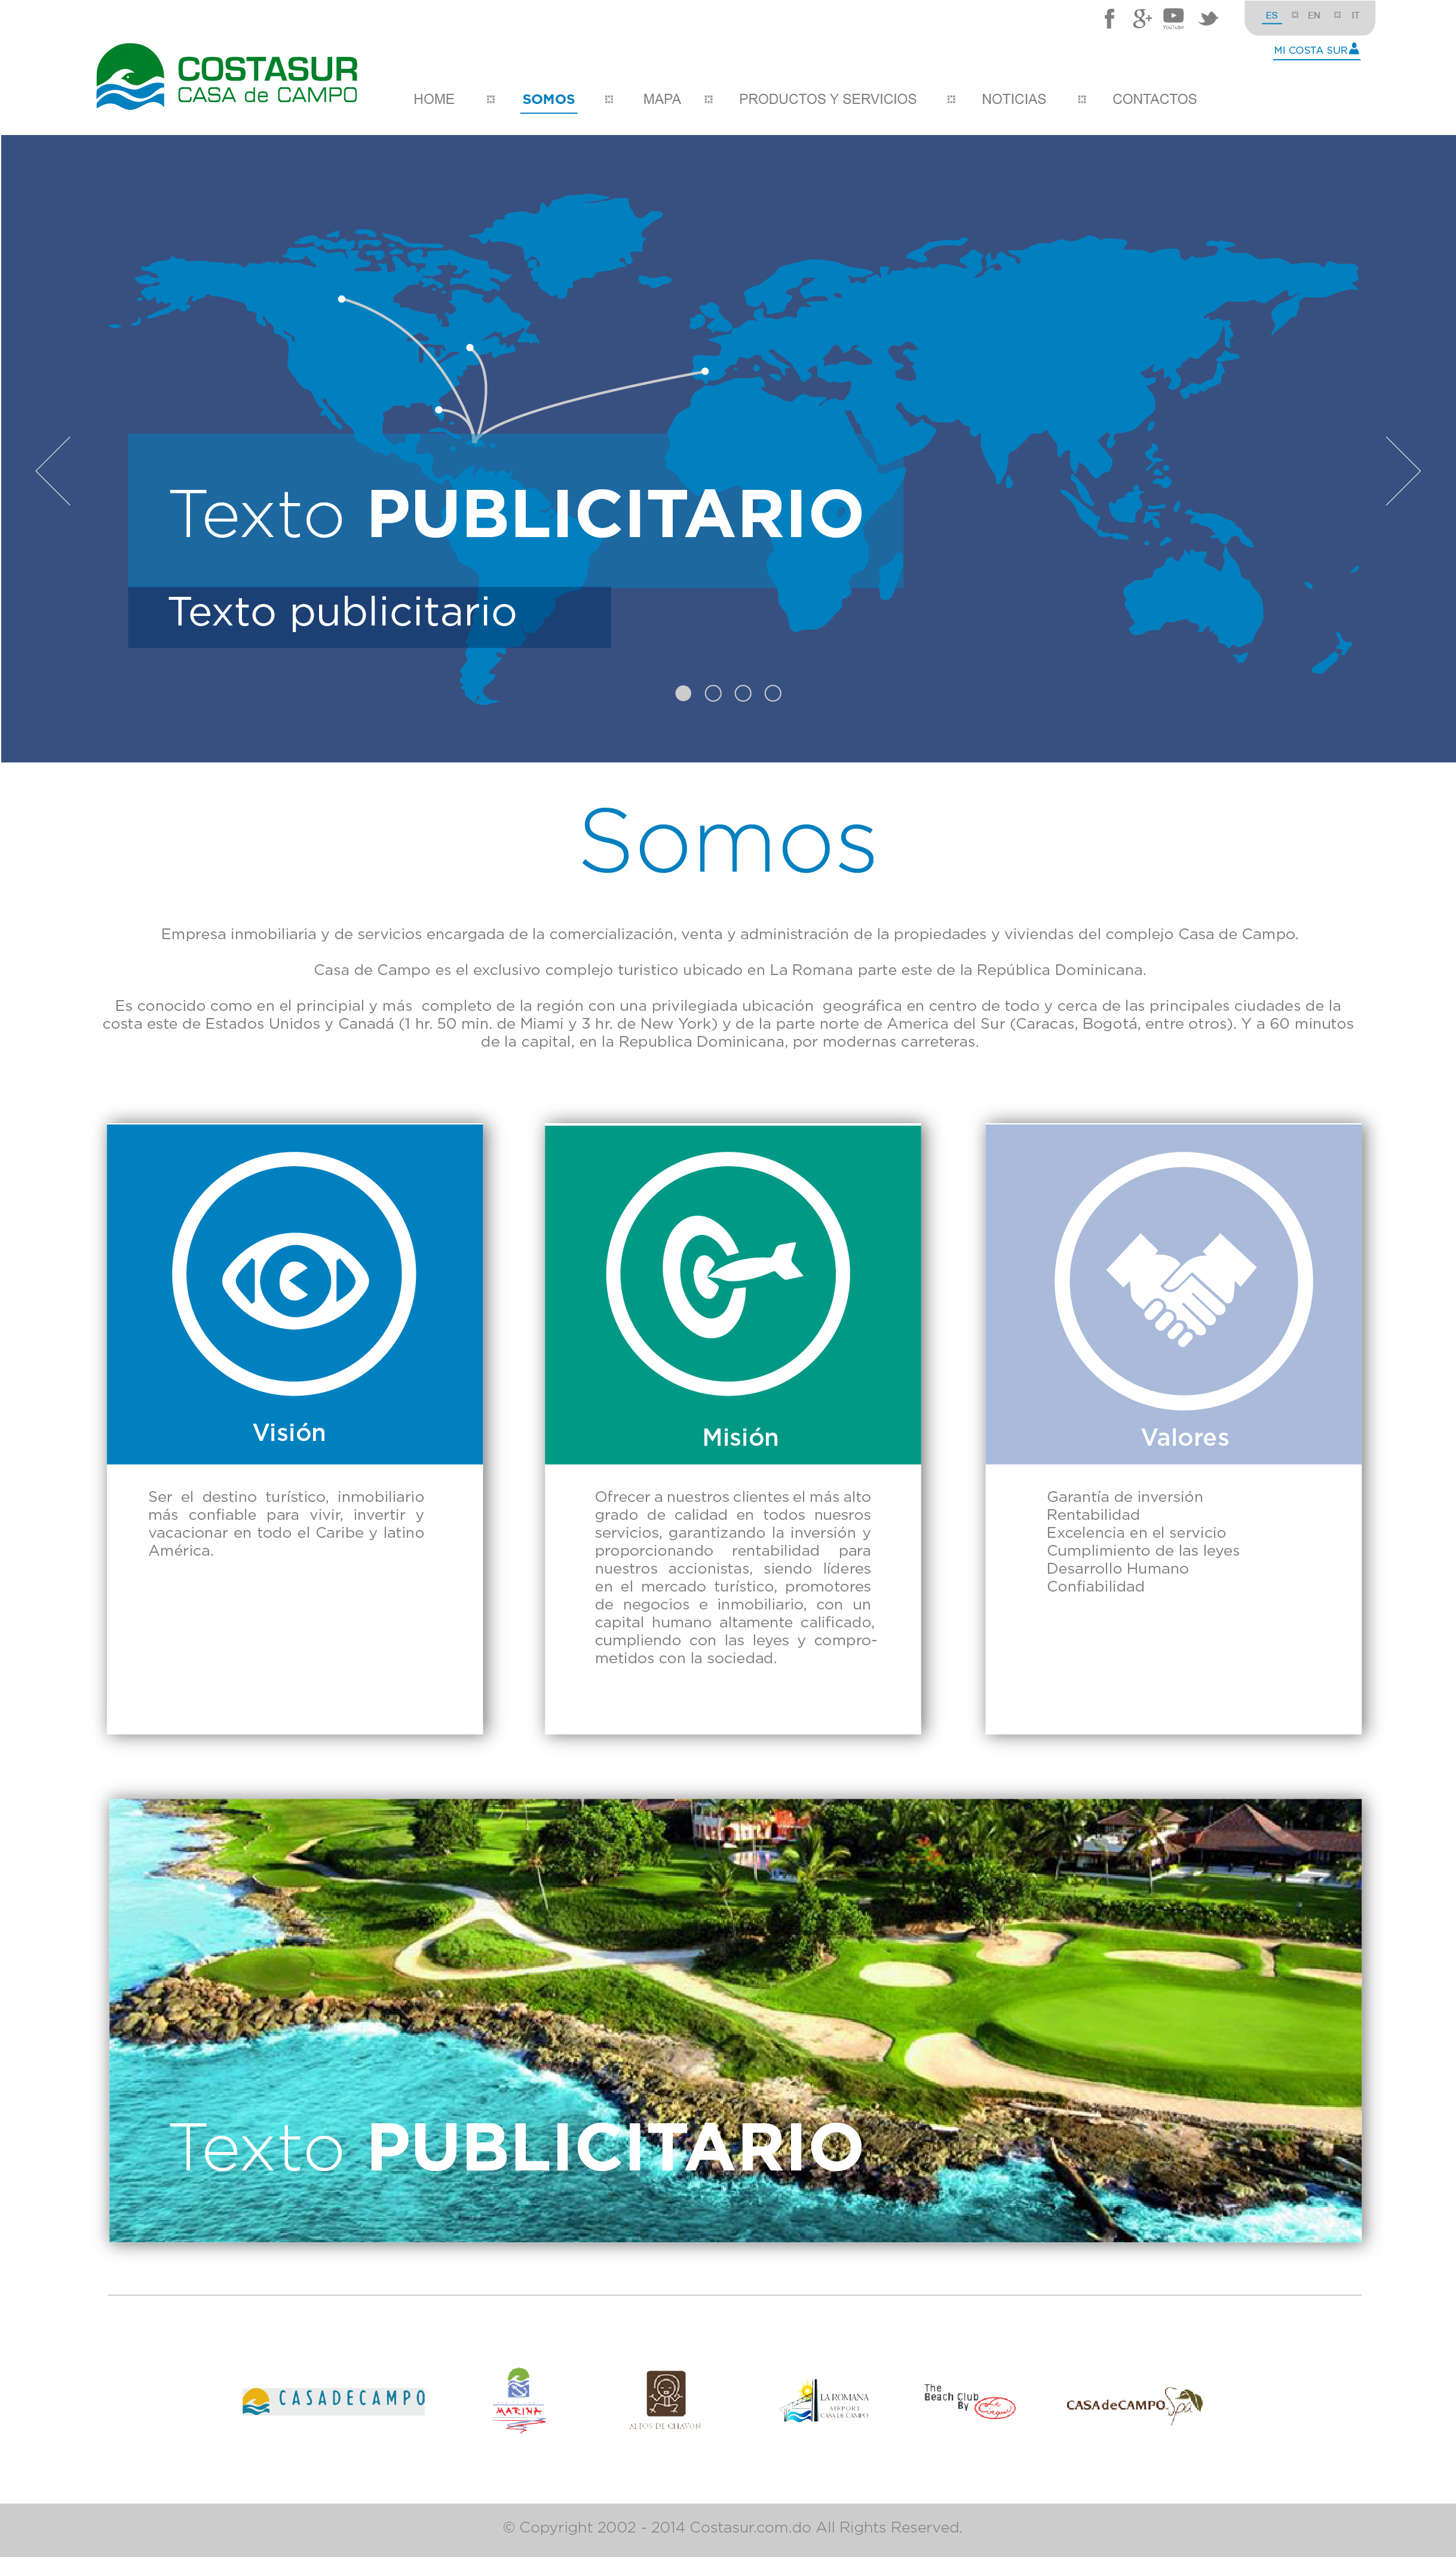 YouTube
ES EN IT
MI COSTA SUR
COSTASUR
CASA de CAMPO
HOME SOMOS MAPA PRODUCTOS Y SERVICIOS NOTICIAS CONTACTOS
Texto PUBLICITARIO
Texto publicitario
Somos
Empresa inmobiliaria y de servicios encargada de la comercialización, venta y administración de la propiedades y viviendas del complejo Casa de Campo.
Casa de Campo es el exclusivo complejo turistico ubicado en La Romana parte este de la República Dominicana.
Es conocido como en el principial y más completo de la región con una privilegiada ubicación geográfica en centro de todo y cerca de las principales ciudades de la
costa este de Estados Unidos y Canadá (1 hr. 50 min. de Miami y 3 hr. de New York) y de la parte norte de America del Sur (Caracas, Bogotá, entre otros). Y a 60 minutos
de la capital, en la Republica Dominicana, por modernas carreteras.
Visión
Ser el destino turístico, inmobiliario
más confiable para vivir, invertir y
vacacionar en todo el Caribe y latino
América.
Misión
Ofrecer a nuestros clientes el más alto
grado de calidad en todos nuesros
servicios, garantizando la inversión y
proporcionando rentabilidad para
nuestros accionistas, siendo líderes
en el mercado turístico, promotores
de negocios e inmobiliario, con un
capital humano altamente calificado,
cumpliendo con las leyes y compro-
metidos con la sociedad.
Valores
Garantía de inversión
Rentabilidad
Excelencia en el servicio
Cumplimiento de las leyes
Desarrollo Humano
Confiabilidad
Texto PUBLICITARIO
CASADECAMPO
MARINA
ALTOS DE CHAVON
LA ROMANA
AIRPORT
CASA DE CAMPO
The
Beach Club
By Le Cirque
CASAdeCAMPO Spa
© Copyright 2002 - 2014 Costasur.com.do All Rights Reserved.